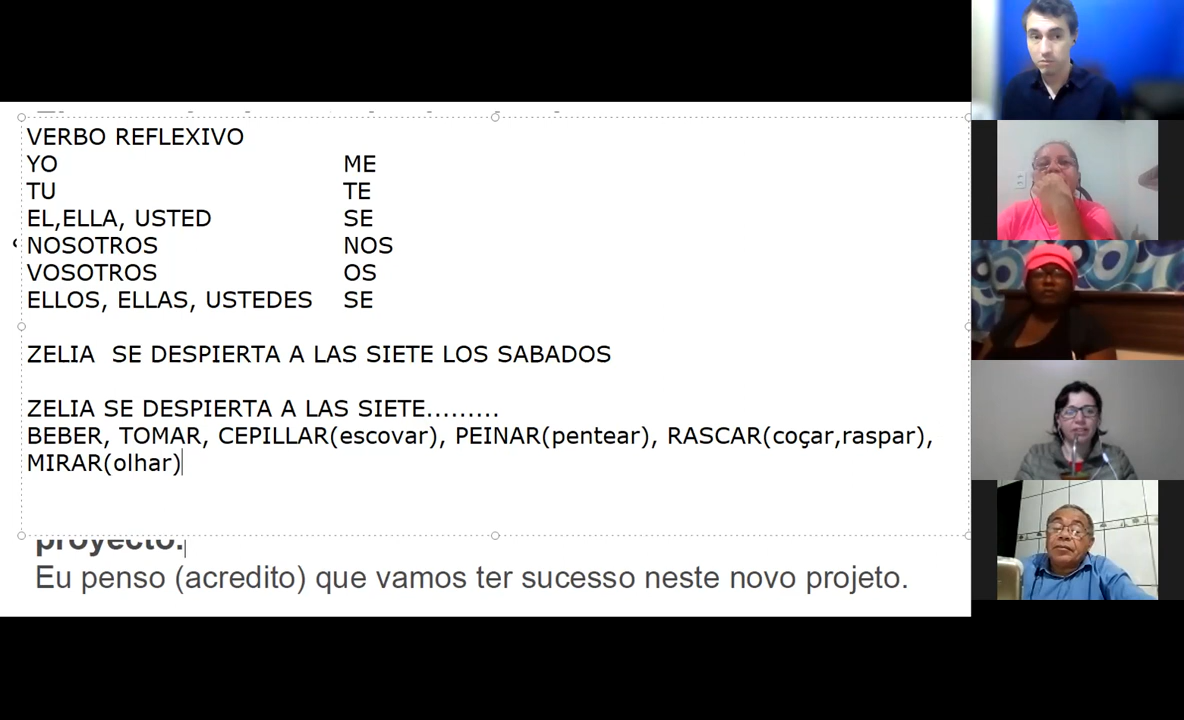 VERBO REFLEXIVO
YO ME
TU TE
EL,ELLA, USTED SE
NOSOTROS NOS
VOSOTROS OS
ELLOS, ELLAS, USTEDES SE
ZELIA SE DESPIERTA A LAS SIETE LOS SABADOS
ZELIA SE DESPIERTA A LAS SIETE.........
BEBER, TOMAR, CEPILLAR(escovar), PEINAR(pentear), RASCAR(coçar,raspar),
MIRAR(olhar)
proyecto.
Eu penso (acredito) que vamos ter sucesso neste novo projeto.